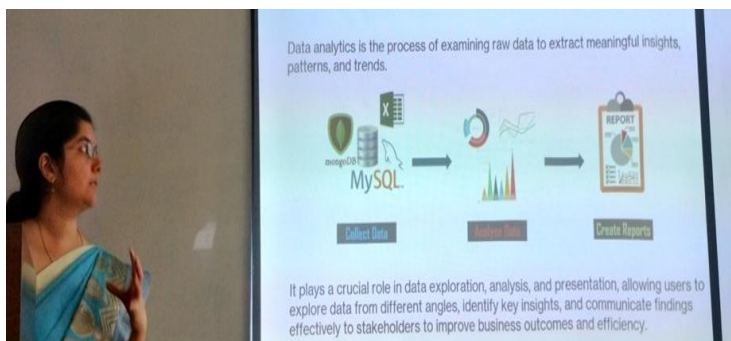 Data analytics is the process of examining raw data to extract meaningful insights,
patterns, and trends.
X
mongoDB
MySQL
REPORT
Collect Data
Analyse Data
Create Reports
It plays a crucial role in data exploration, analysis, and presentation, allowing users to
explore data from different angles, identify key insights, and communicate findings
effectively to stakeholders to improve business outcomes and efficiency.